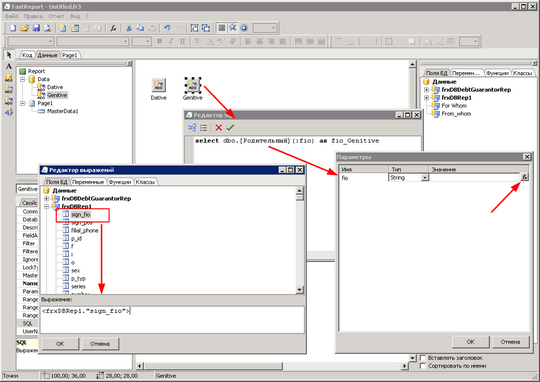 FastReport - Untitled.fr3
Файл Правка Отчет Вид ?
Код Данные Page1
Report
Data
Dative
Genitive
Page1
MasterData1
Dative Genitive
Поля БД Перемен... Функции Классы
Данные
frxDBDebtGuarantorRep
frxDBRep1
For Whom
From_whom
Редактор
select dbo.[Родительный](:fio) as fio_Genitive
Параметры
Имя Тип Значение
fio String
Редактор выражений
Поля БД Переменные Функции Классы
Данные
frxDBDebtGuarantorRep
frxDBRep1
sign_fio
sign_pos
filial_phone
p_id
f
i
o
sex
p_typ
series
Выражение:
<frxDBRep1."sign_fio">
OK Отмена
OK Отмена
Genitive
Свойс
Comm
Datab
Descri
FieldA
Filter
Filtere
Ignore
LockTy
Master
Name
Param
Range
Range
Range
SQL
UserN
SQL
Выражен
Вставлять заголовок
Сортировать по имени
Точки 100,00; 36,00 28,00; 28,00 Genitive